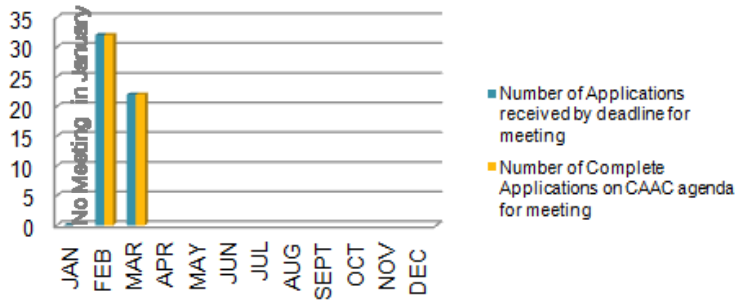 35
30
25
20
15
10
5
0
No Meeting in January
JAN
FEB
MAR
APR
MAY
JUN
JUL
AUG
SEPT
OCT
NOV
DEC
Number of Applications
received by deadline for
meeting
Number of Complete
Applications on CAAC agenda
for meeting